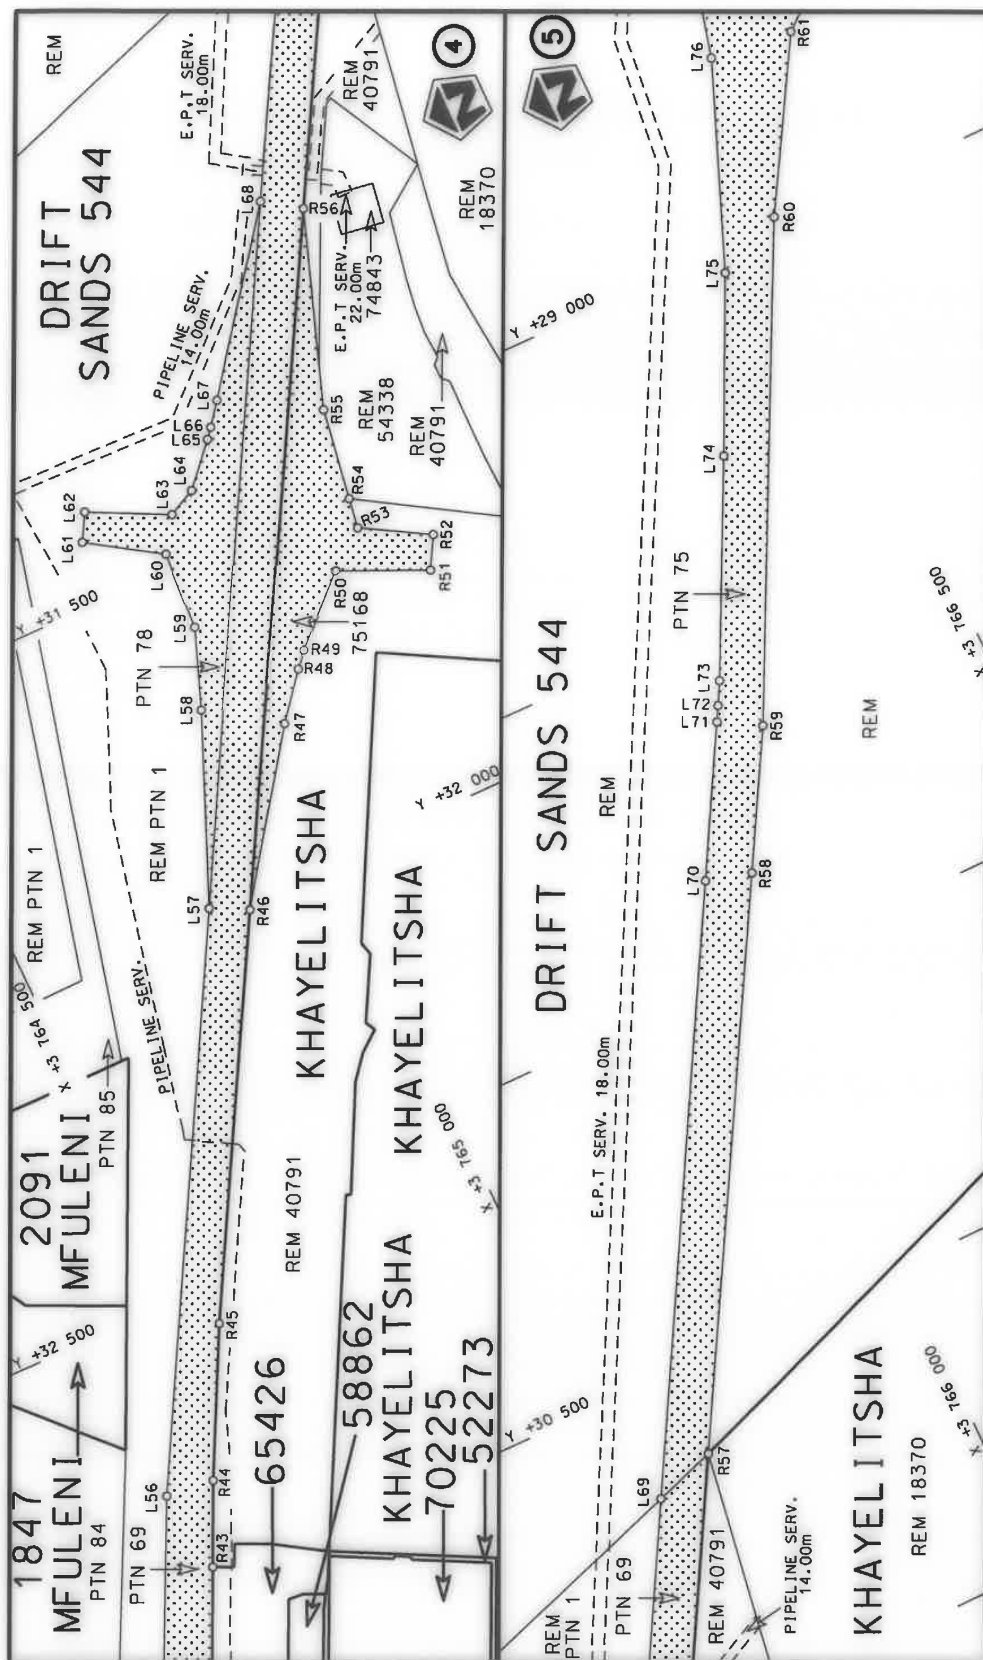 1847
MFULENI
PTN 84
PTN 69
2091
MFULENI
PTN 85
Y +32 500
X +3 764 500
REM PTN 1
PIPELINE SERV.
REM PTN 1
Y +31 500
PTN 78
DRIFT
SANDS 544
REM
PIPELINE SERV.
14.00m
E.P.T SERV.
18.00m
L56
L57
L58
L59
L60
L61
L62
L63
L64
L65
L66
L67
L68
R43
R44
R45
R46
R47
R48
R49
R50
R51
R52
R53
R54
R55
R56
75168
E.P.T SERV.
22.00m
74843
REM
54338
REM
40791
REM
40791
REM
18370
4
N
65426
58862
KHAYELITSHA
70225
52273
REM 40791
KHAYELITSHA
KHAYELITSHA
X +3 765 000
Y +32 000
Y +30 500
Y +29 000
5
N
DRIFT SANDS 544
E.P.T SERV. 18.00m
REM
REM
PTN 1
PTN 69
REM 40791
PIPELINE SERV.
14.00m
L69
L70
L71
L72
L73
L74
L75
L76
PTN 75
R57
R58
R59
R60
R61
KHAYELITSHA
REM 18370
X +3 766 000
REM
X +3 766 500